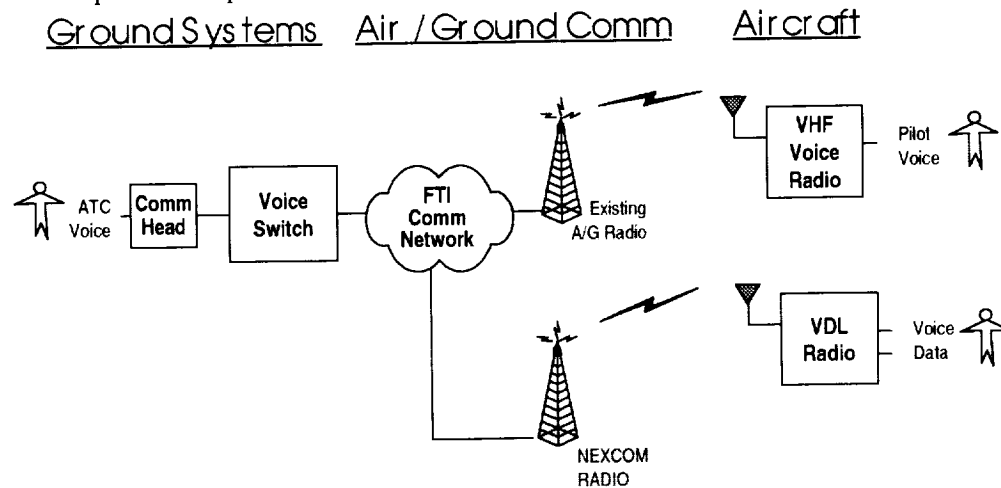 Ground Systems
Air / Ground Comm
Aircraft
ATC
Voice
Comm
Head
Voice
Switch
FTI
Comm
Network
Existing
A/G Radio
VHF
Voice
Radio
Pilot
Voice
NEXCOM
RADIO
VDL
Radio
Voice
Data